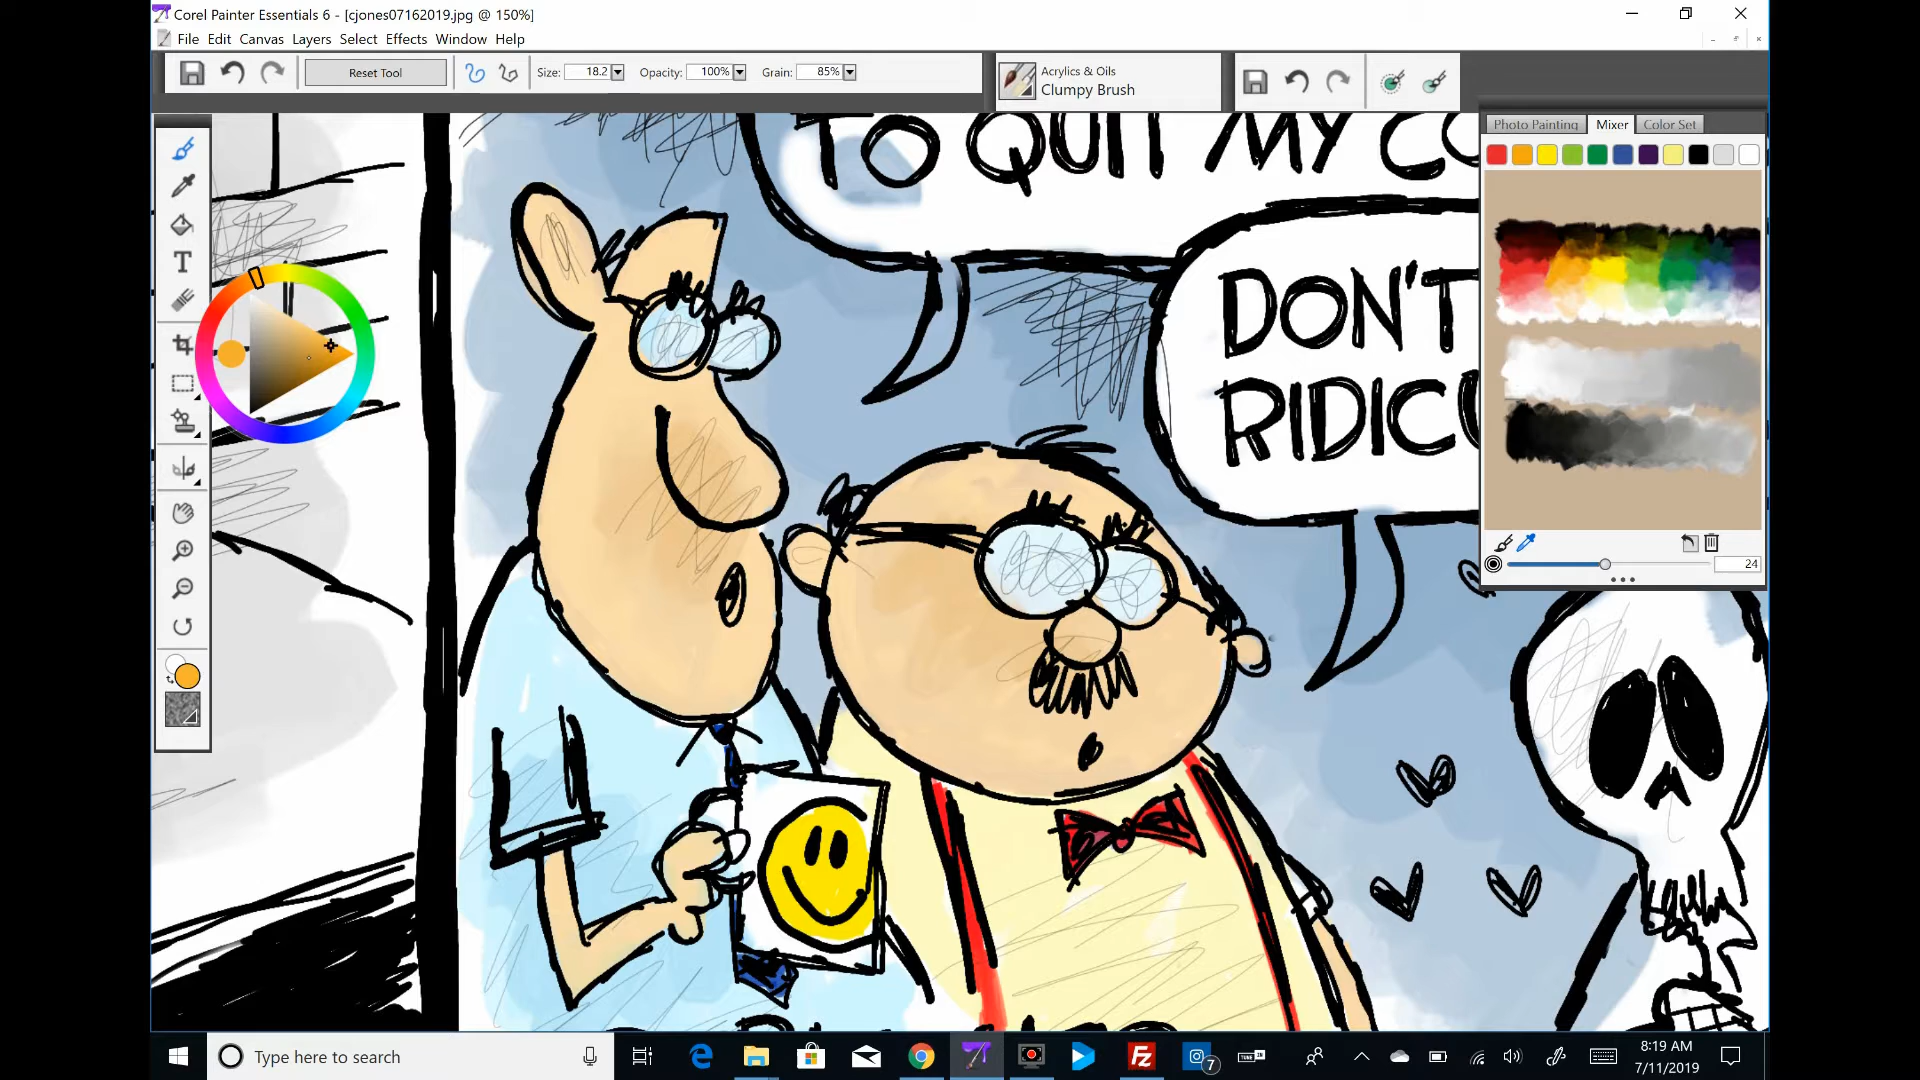 Corel Painter Essentials 6 - [cjones07162019.jpg @ 150%]
File Edit Canvas Layers Select Effects Window Help
Reset Tool
Size: 18.2
Opacity: 100%
Grain: 85%
Acrylics & Oils
Clumpy Brush
Photo Painting Mixer Color Set
TO QUIT MY
DON'T
24
Type here to search
7
8:19 AM
7/11/2019